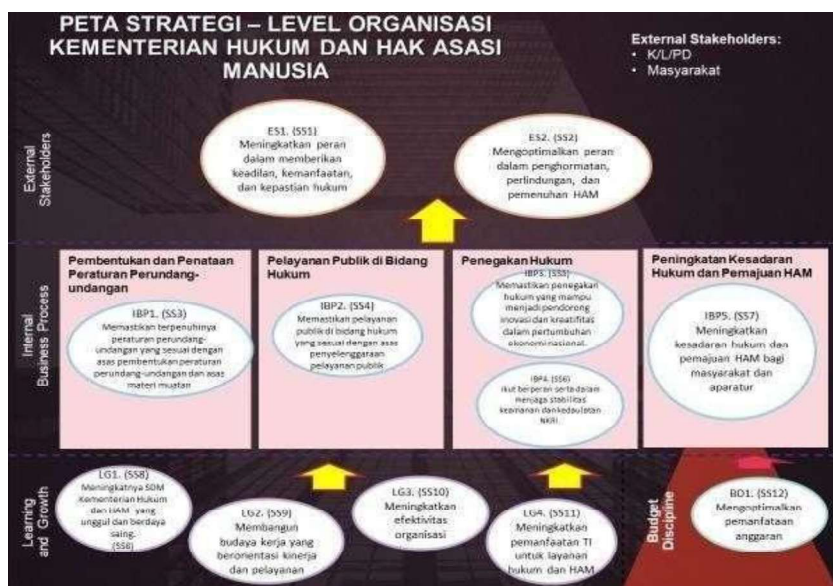 PETA STRATEGI – LEVEL ORGANISASI
KEMENTERIAN HUKUM DAN HAK ASASI
MANUSIA
External Stakeholders:
• K/L/PD
• Masyarakat
External
Stakeholders
ES1. (SS1)
Meningkatkan peran
dalam memberikan
keadilan, kemanfaatan,
dan kepastian hukum
ES2. (SS2)
Mengoptimalkan peran
dalam penghormatan,
perlindungan, dan
pemenuhan HAM
Internal
Business Process
Pembentukan dan Penataan
Peraturan Perundang-
undangan
IBP1. (SS3)
Memastikan terpenuhinya
peraturan perundang-
undangan yang sesuai dengan
asas pembentukan peraturan
perundang-undangan dan asas
materi muatan
Pelayanan Publik di Bidang
Hukum
IBP2. (SS4)
Memastikan pelayanan
publik di bidang hukum
yang sesuai dengan asas
penyelenggaraan
pelayanan publik
Penegakan Hukum
IBP3. (SS5)
Memastikan penegakan
hukum yang mampu
menjadi pendorong
inovasi dan kreatifitas
dalam pertumbuhan
ekonomi nasional.
IBP4. (SS6)
Ikut berperan serta dalam
menjaga stabilitas
keamanan dan kedaulatan
NKRI
Peningkatan Kesadaran
Hukum dan Pemajuan HAM
IBP5. (SS7)
Meningkatkan
kesadaran hukum dan
pemajuan HAM bagi
masyarakat dan
aparatur
Learning
and Growth
LG1. (SS8)
Meningkatnya SDM
Kementerian Hukum
dan HAM yang
unggul dan berdaya
saing.
(SS8)
LG2. (SS9)
Membangun
budaya kerja yang
berorientasi kinerja
dan pelayanan
LG3. (SS10)
Meningkatkan
efektivitas
organisasi
LG4. (SS11)
Meningkatkan
pemanfaatan TI
untuk layanan
hukum dan HAM
Budget
Discipline
BD1. (SS12)
Mengoptimalkan
pemanfataan
anggaran